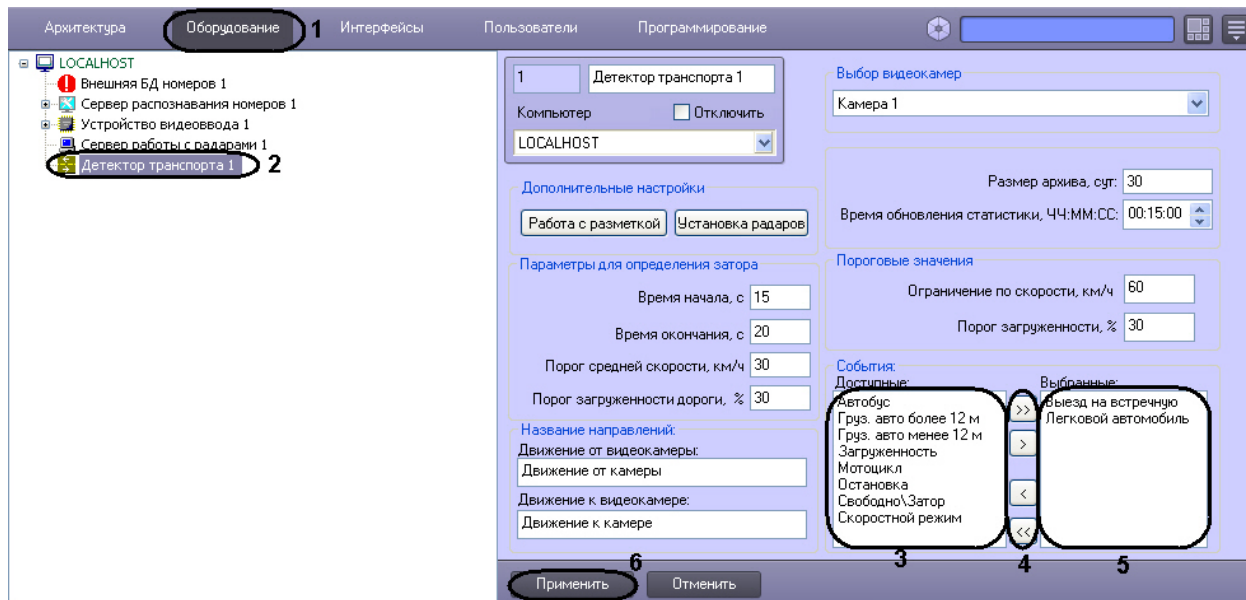 Архитектура Оборудование 1 Интерфейсы Пользователи Программирование
LOCALHOST
Внешняя БД номеров 1
Сервер распознавания номеров 1
Устройство видеоввода 1
Сервер работы с радарами 1
Детектор транспорта 1 2
1 Детектор транспорта 1
Компьютер Отключить
LOCALHOST
Дополнительные настройки
Работа с разметкой Установка радаров
Параметры для определения затора
Время начала, с 15
Время окончания, с 20
Порог средней скорости, км/ч 30
Порог загруженности дороги, % 30
Название направлений:
Движение от видеокамеры:
Движение от камеры
Движение к видеокамере:
Движение к камере
Выбор видеокамер
Камера 1
Размер архива, сут: 30
Время обновления статистики, ЧЧ:ММ:СС: 00:15:00
Пороговые значения
Ограничение по скорости, км/ч 60
Порог загруженности, % 30
События:
Доступные:
Автобус
Груз. авто более 12 м
Груз. авто менее 12 м
Загруженность
Мотоцикл
Остановка
Свободно\Затор
Скоростной режим
3
>>
>
<
<<
4
Выбранные:
Выезд на встречную
Легковой автомобиль
5
6
Применить Отменить